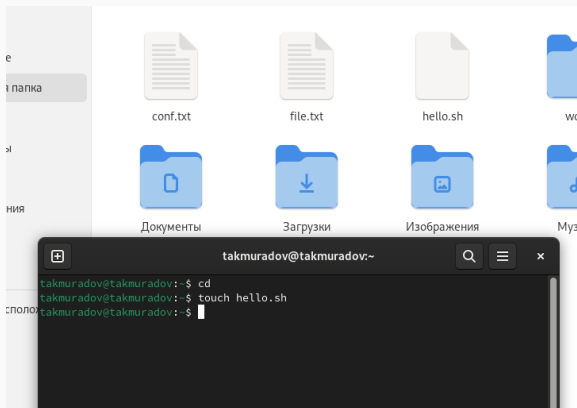 я папка
ния
conf.txt
file.txt
hello.sh
Документы
Загрузки
Изображения
takmuradov@takmuradov:~
takmuradov@takmuradov:~$ cd
takmuradov@takmuradov:~$ touch hello.sh
takmuradov@takmuradov:~$